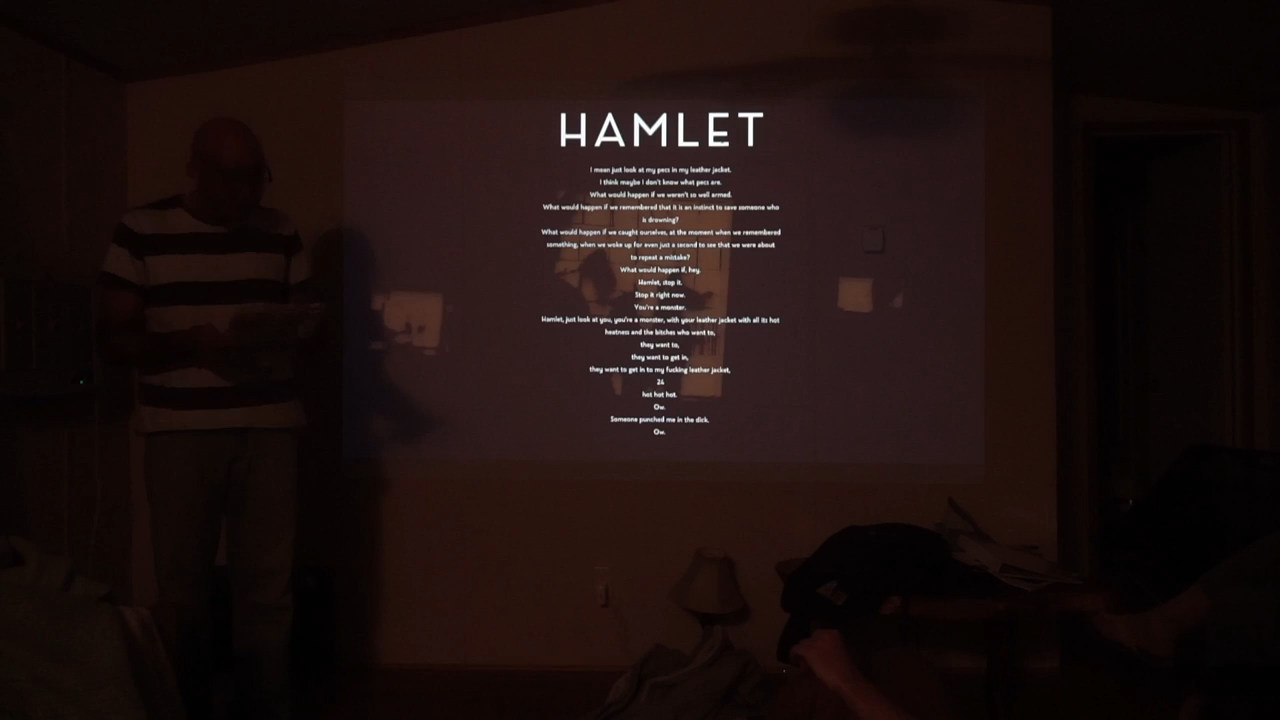 HAMLET
I mean just look at my pecs in my leather jacket.
I think maybe I don't know what pecs are.
What would happen if we weren't so well armed.
What would happen if we remembered that it is an instinct to save someone who
is drowning?
What would happen if we caught ourselves, at the moment when we remembered
something, when we woke up for even just a second to see that we were about
to repeat a mistake?
What would happen if, hey,
Hamlet, stop it.
Stop it right now.
You're a monster.
Hamlet, just look at you, you're a monster, with your leather jacket with all its hot
heatness and the bitches who want to,
they want to,
they want to get in,
they want to get in to my fucking leather jacket,
24
hot hot hot.
Ow.
Someone punched me in the dick.
Ow.